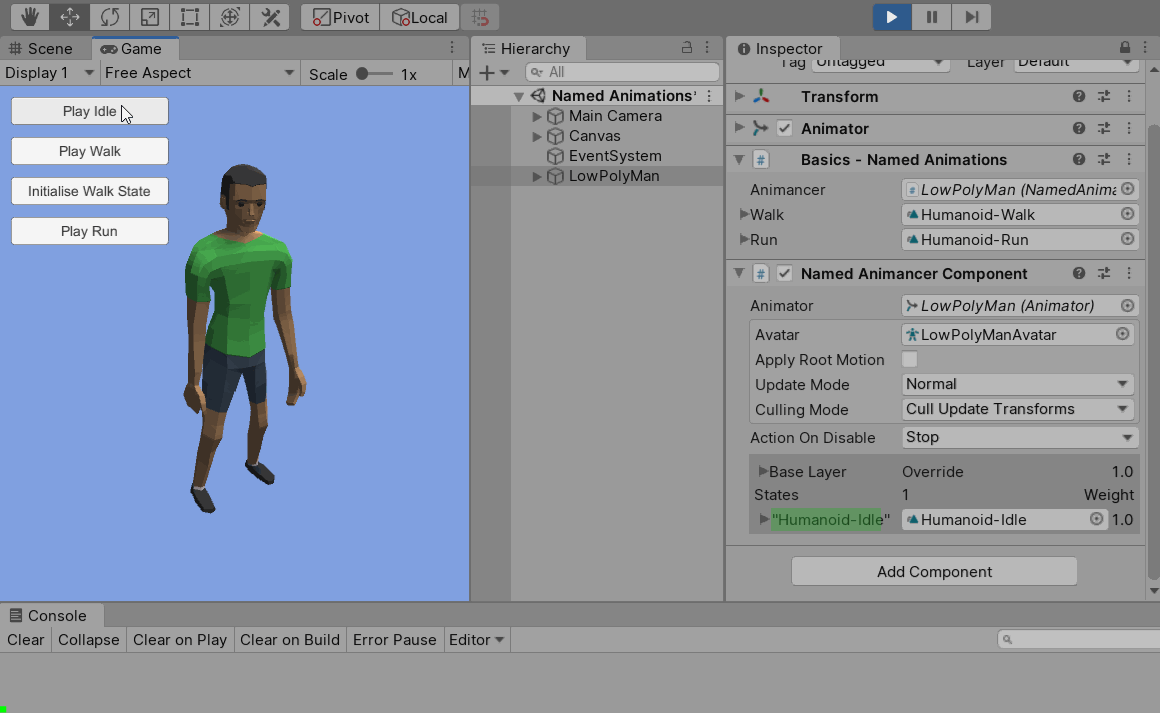 Pivot Local
Scene Game
Display 1 Free Aspect Scale 1x M
Play Idle
Play Walk
Initialise Walk State
Play Run
Hierarchy
All
Named Animations
Main Camera
Canvas
EventSystem
LowPolyMan
Inspector
Tag Untagged Layer Default
Transform
Animator
# Basics - Named Animations
Animancer # LowPolyMan (NamedAnima
Walk Humanoid-Walk
Run Humanoid-Run
# Named Animancer Component
Animator LowPolyMan (Animator)
Avatar LowPolyManAvatar
Apply Root Motion
Update Mode Normal
Culling Mode Cull Update Transforms
Action On Disable Stop
Base Layer Override 1.0
States 1 Weight
"Humanoid-Idle" Humanoid-Idle 1.0
Add Component
Console
Clear Collapse Clear on Play Clear on Build Error Pause Editor